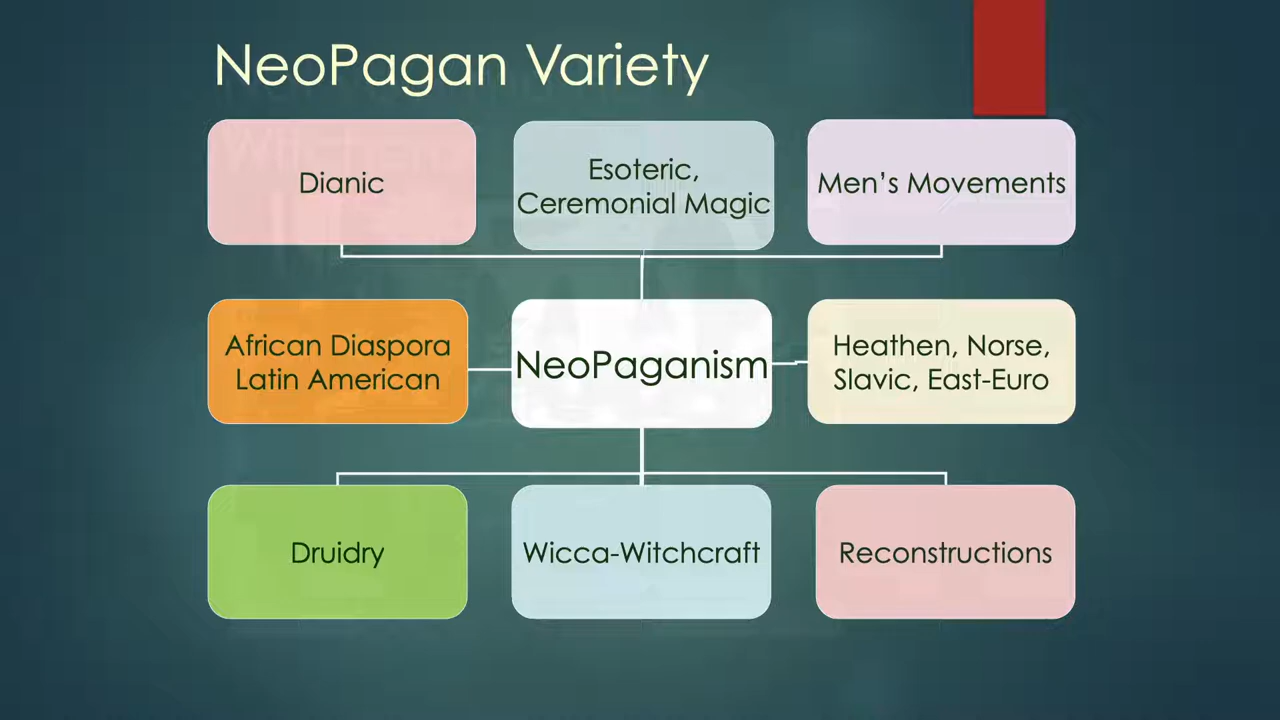 NeoPagan Variety
Dianic
Esoteric,
Ceremonial Magic
Men’s Movements
African Diaspora
Latin American
NeoPaganism
Heathen, Norse,
Slavic, East-Euro
Druidry
Wicca-Witchcraft
Reconstructions